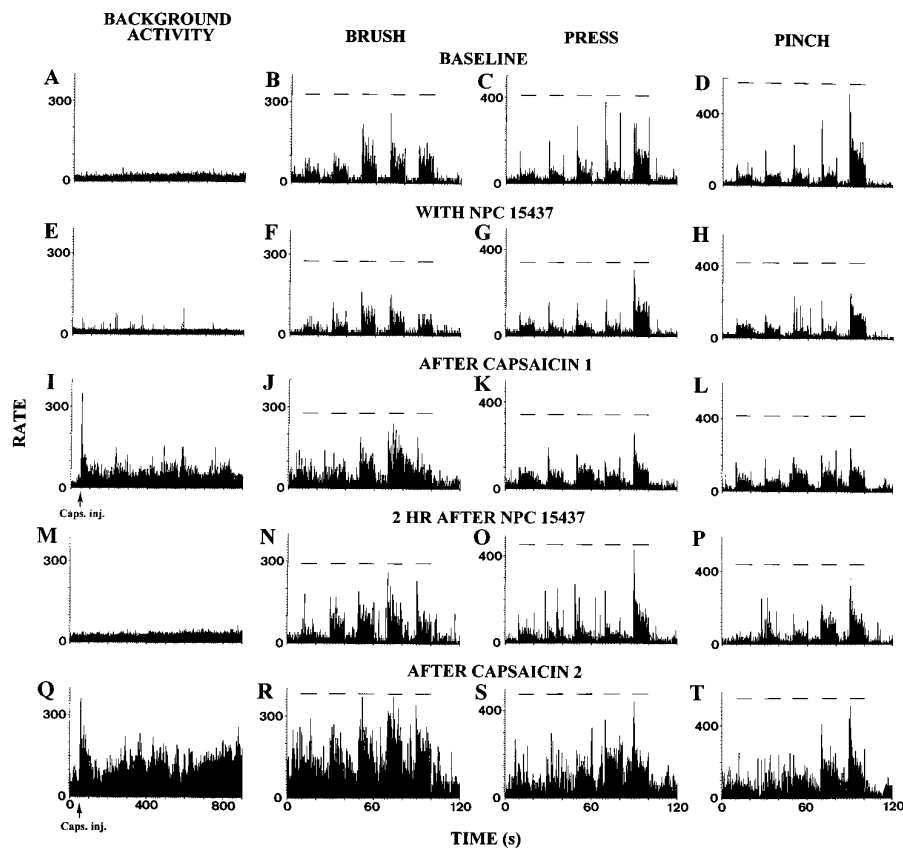 BACKGROUND ACTIVITY
BRUSH
PRESS
PINCH
BASELINE
A
B
C
D
300
0
300
0
400
0
400
0
WITH NPC 15437
E
F
G
H
300
0
300
0
400
0
400
0
AFTER CAPSAICIN 1
I
J
K
L
300
0
300
0
400
0
400
0
RATE
Caps. inj.
2 HR AFTER NPC 15437
M
N
O
P
300
0
300
0
400
0
400
0
AFTER CAPSAICIN 2
Q
R
S
T
300
0
300
0
400
0
400
0
0 400 800
0 60 120
0 60 120
0 60 120
Caps. inj.
TIME (s)